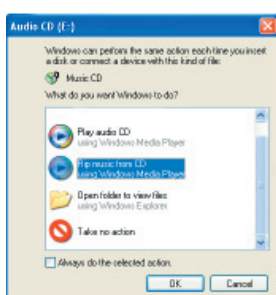 Audio CD (E:)
Windows can perform the same action each time you insert
a disk or connect a device with this kind of file:
Music CD
What do you want Windows to do?
Play audio CD
using Windows Media Player
Rip music from CD
using Windows Media Player
Open folder to view files
using Windows Explorer
Take no action
Always do the selected action.
OK Cancel